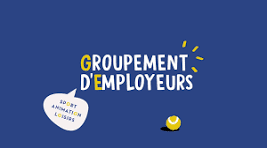 GROUPEMENT
D'EMPLOYEURS
SPORT
ANIMATION
LOISIRS